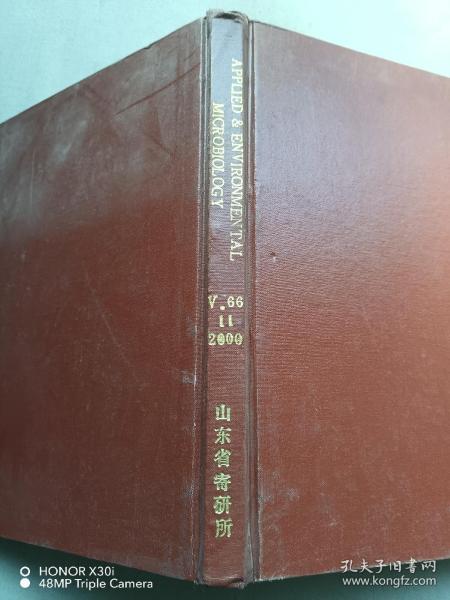 APPLIED & ENVIRONMENTAL
MICROBIOLOGY
V.66
11
2000
山东省寄研所
HONOR X30i
48MP Triple Camera
孔夫子旧书网
www.kongfz.com